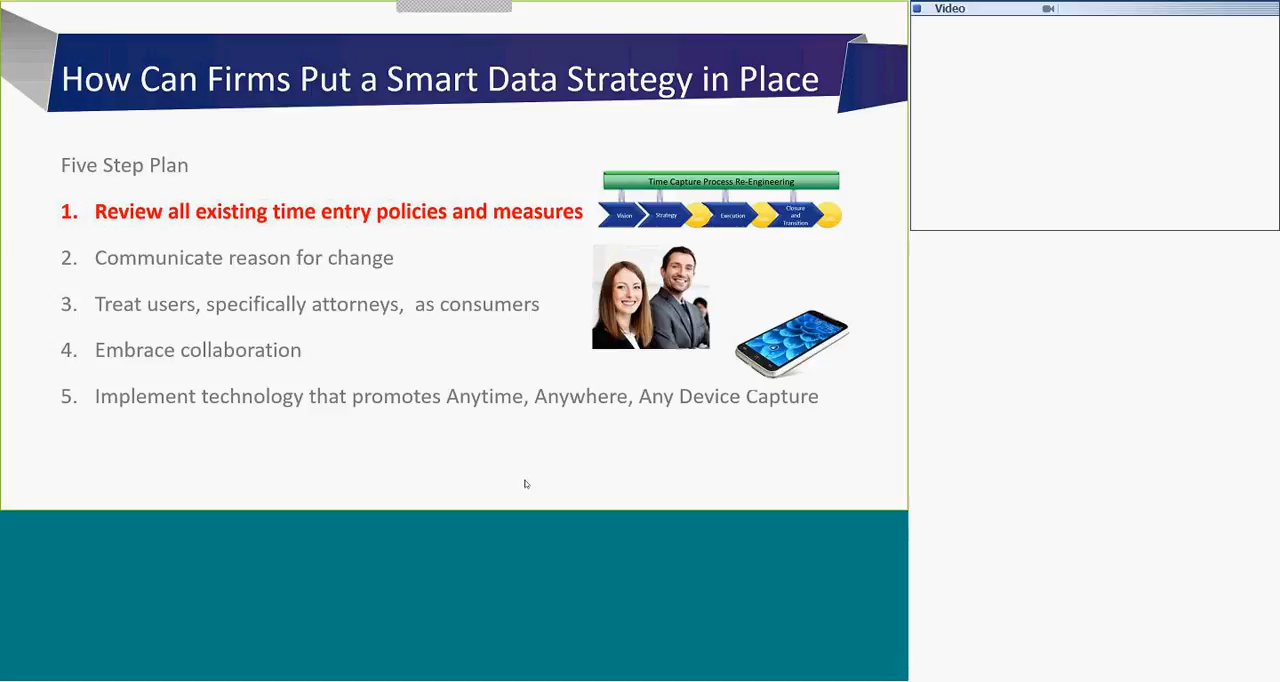 Video
How Can Firms Put a Smart Data Strategy in Place
Five Step Plan
Time Capture Process Re-Engineering
1. Review all existing time entry policies and measures
Vision
Strategy
Execution
Closure
and
Transition
2. Communicate reason for change
3. Treat users, specifically attorneys, as consumers
4. Embrace collaboration
5. Implement technology that promotes Anytime, Anywhere, Any Device Capture